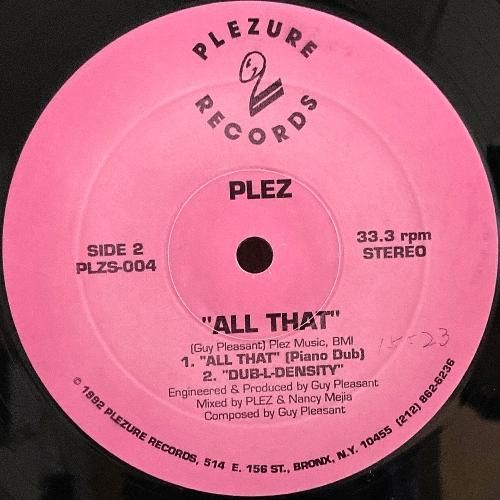 PLEZURE
RECORDS
PLEZ
SIDE 2
PLZS-004
33.3 rpm
STEREO
"ALL THAT"
(Guy Pleasant) Plez Music, BMI
1. "ALL THAT" (Piano Dub)
2. "DUB-L-DENSITY"
Engineered & Produced by Guy Pleasant
Mixed by PLEZ & Nancy Mejia
Composed by Guy Pleasant
© 1992 PLEZURE RECORDS, 514 E. 156 ST., BRONX, N.Y. 10455 (212) 862-6236